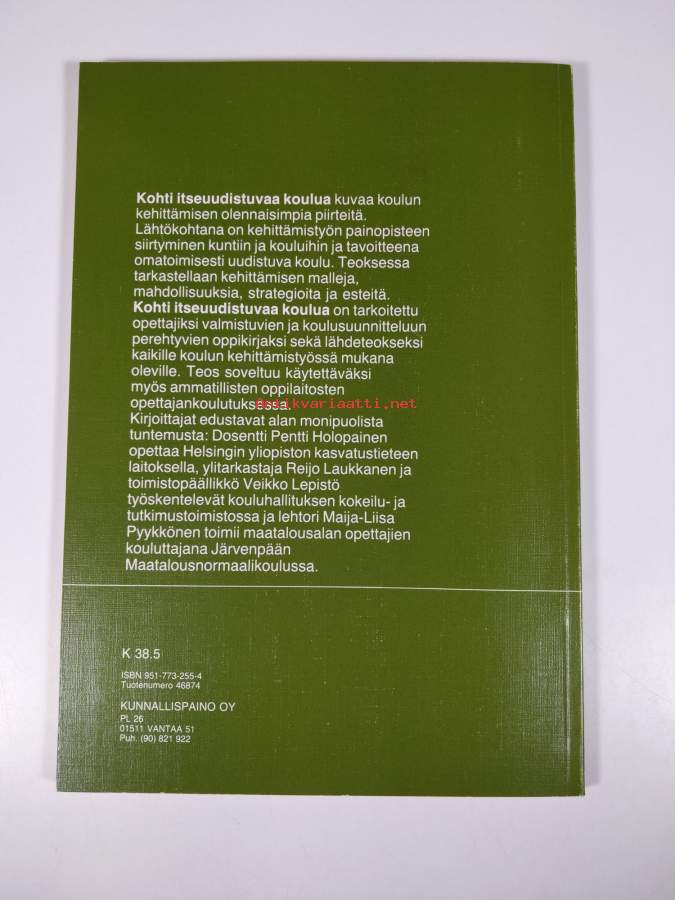 Kohti itseuudistuvaa koulua kuvaa koulun
kehittämisen olennaisimpia piirteitä.
Lähtökohtana on kehittämistyön painopisteen
siirtyminen kuntiin ja kouluihin ja tavoitteena
omatoimisesti uudistuva koulu. Teoksessa
tarkastellaan kehittämisen malleja,
mahdollisuuksia, strategioita ja esteitä.
Kohti itseuudistuvaa koulua on tarkoitettu
opettajiksi valmistuvien ja koulusuunnitteluun
perehtyvien oppikirjaksi sekä lähdeteokseksi
kaikille koulun kehittämistyössä mukana
oleville. Teos soveltuu käytettäväksi
myös ammatillisten oppilaitosten
opettajankoulutuksessa.
Antikvariaatti.net
Kirjoittajat edustavat alan monipuolista
tuntemusta: Dosentti Pentti Holopainen
opettaa Helsingin yliopiston kasvatustieteen
laitoksella, ylitarkastaja Reijo Laukkanen ja
toimistopäällikkö Veikko Lepistö
työskentelevät kouluhallituksen kokeilu- ja
tutkimustoimistossa ja lehtori Maija-Liisa
Pyykkönen toimii maatalousalan opettajien
kouluttajana Järvenpään
Maatalousnormaalikoulussa.
K 38.5
ISBN 951-773-255-4
Tuotenumero 46874
KUNNALLISPAINO OY
PL 26
01511 VANTAA 51
Puh. (90) 821 922